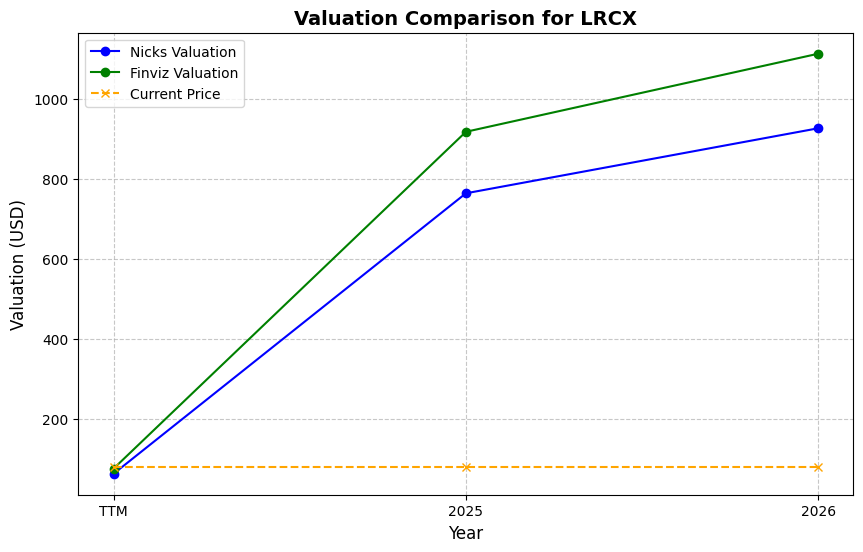 Valuation Comparison for LRCX
Nicks Valuation
Finviz Valuation
Current Price
Valuation (USD)
1000
800
600
400
200
TTM
2025
2026
Year